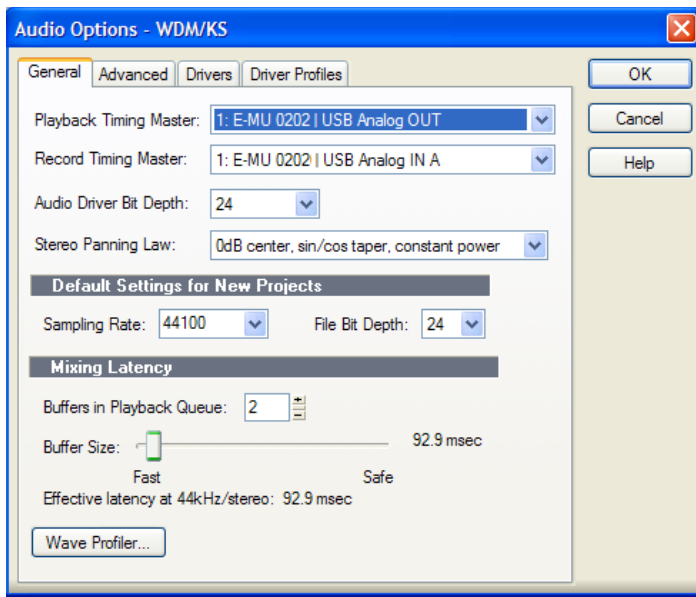 Audio Options - WDM/KS
General Advanced Drivers Driver Profiles
OK
Cancel
Help
Playback Timing Master: 1: E-MU 0202 | USB Analog OUT
Record Timing Master: 1: E-MU 0202 | USB Analog IN A
Audio Driver Bit Depth: 24
Stereo Panning Law: 0dB center, sin/cos taper, constant power
Default Settings for New Projects
Sampling Rate: 44100 File Bit Depth: 24
Mixing Latency
Buffers in Playback Queue: 2
Buffer Size: 92.9 msec
Fast Safe
Effective latency at 44kHz/stereo: 92.9 msec
Wave Profiler...